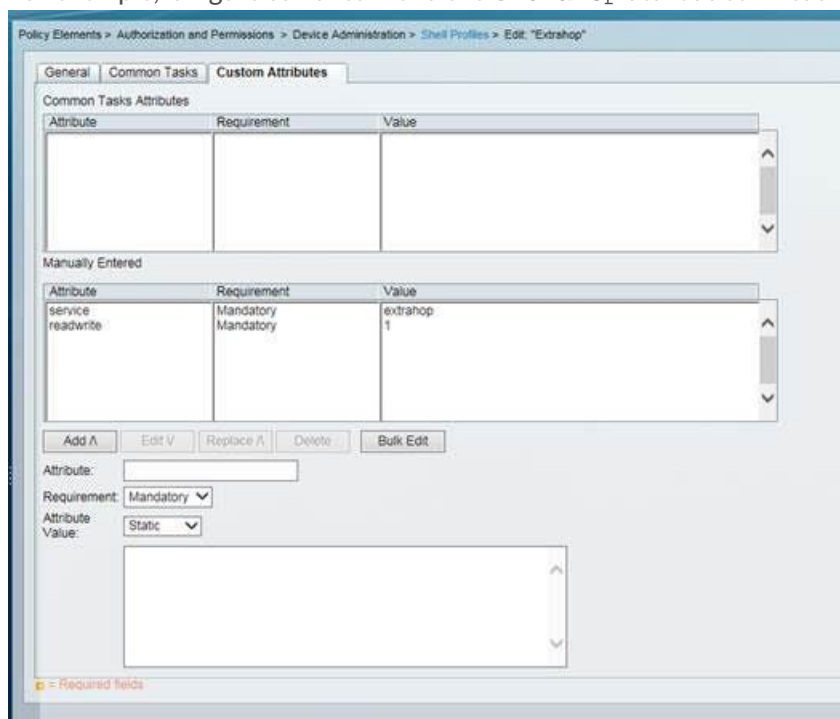 Policy Elements > Authorization and Permissions > Device Administration > Shell Profiles > Edit: "Extrahop"
General Common Tasks Custom Attributes
Common Tasks Attributes
Attribute Requirement Value
Manually Entered
Attribute Requirement Value
service Mandatory extrahop
readwrite Mandatory 1
Add Λ Edit V Replace Λ Delete Bulk Edit
Attribute:
Requirement: Mandatory
Attribute Value: Static
= Required fields